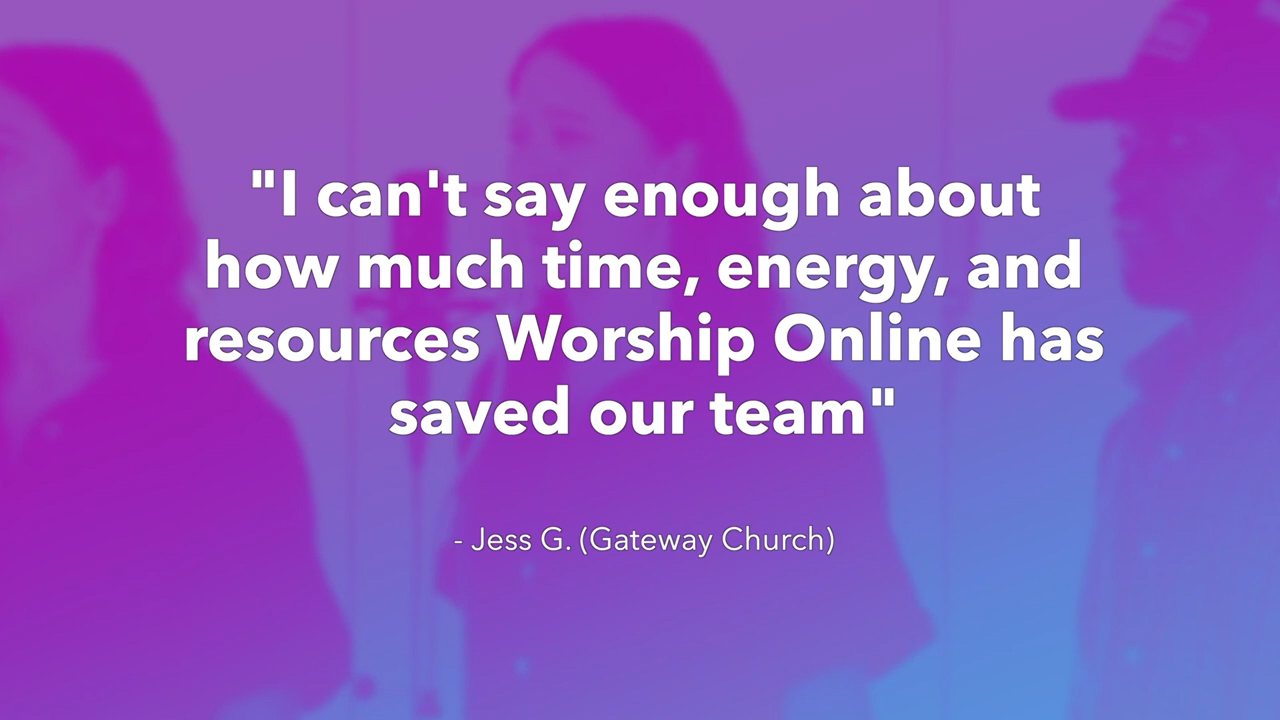 "I can't say enough about
how much time, energy, and
resources Worship Online has
saved our team"
- Jess G. (Gateway Church)